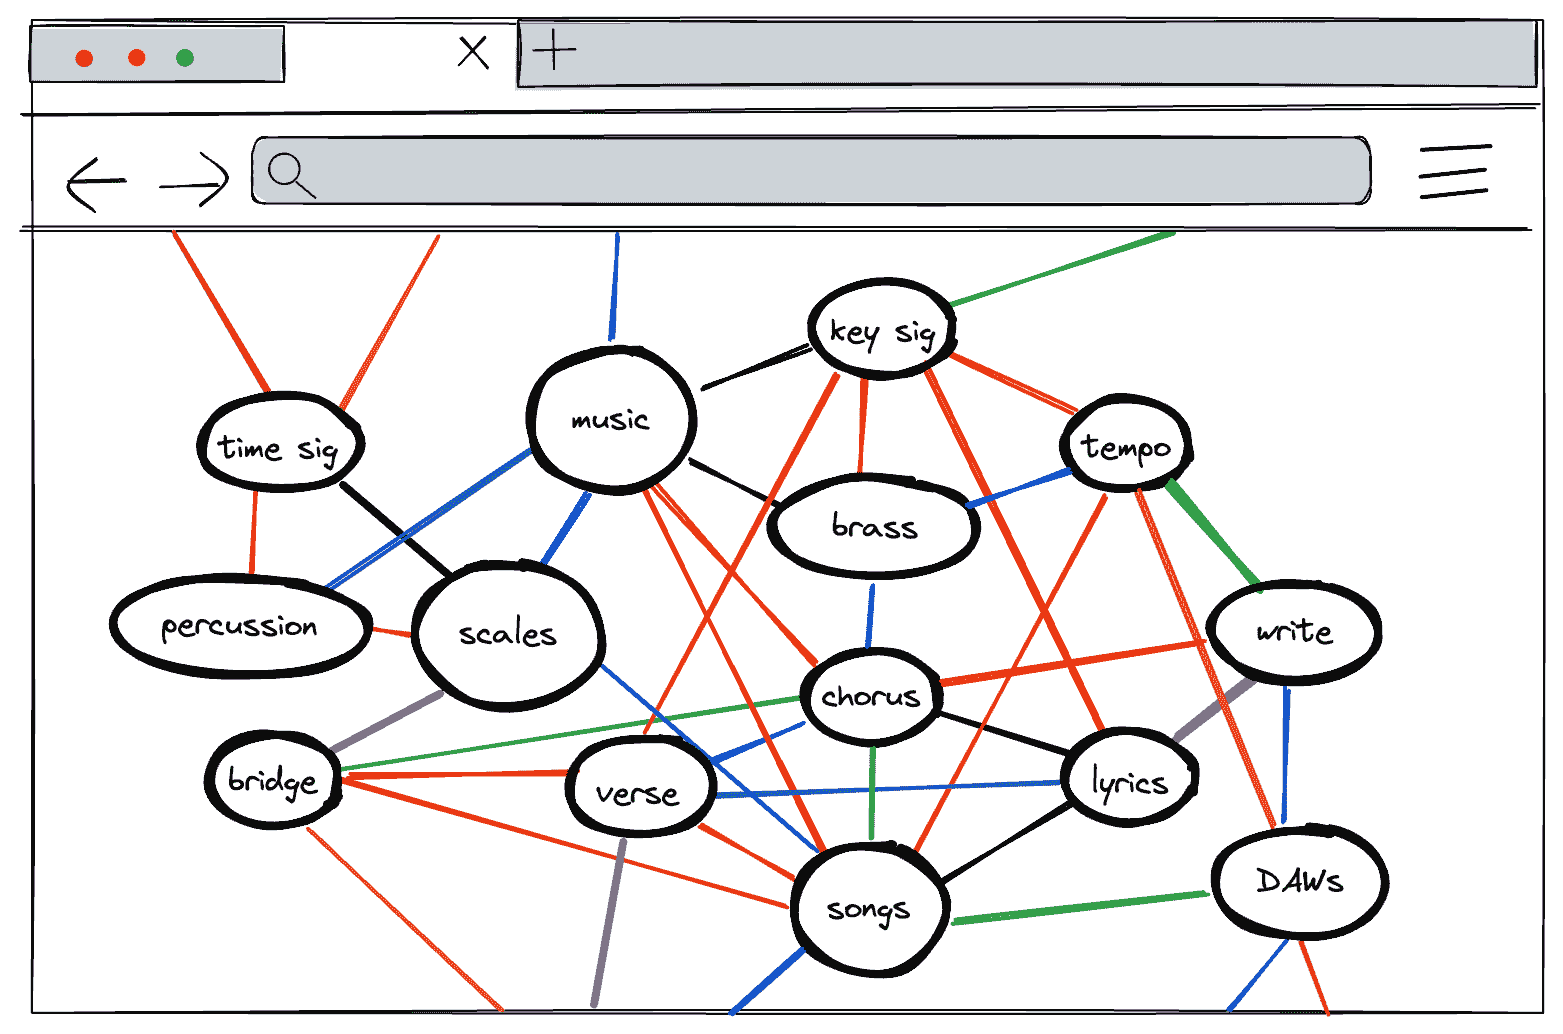 key sig
music
time sig
tempo
brass
percussion
scales
write
chorus
bridge
verse
lyrics
songs
DAWs